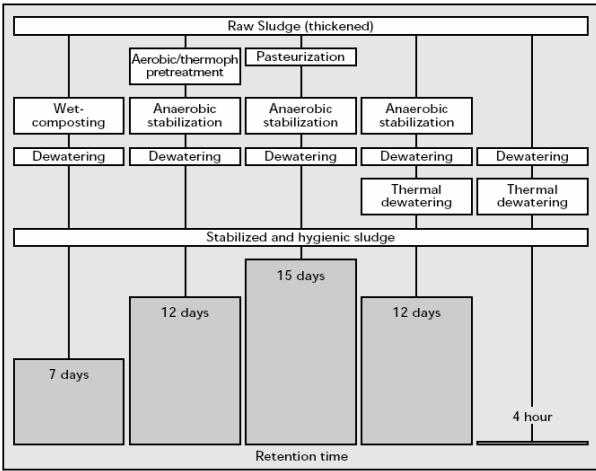 Raw Sludge (thickened)
Aerobic/thermoph
pretreatment
Pasteurization
Wet-
composting
Anaerobic
stabilization
Anaerobic
stabilization
Anaerobic
stabilization
Dewatering
Dewatering
Dewatering
Dewatering
Dewatering
Thermal
dewatering
Thermal
dewatering
Stabilized and hygienic sludge
7 days
12 days
15 days
12 days
4 hour
Retention time